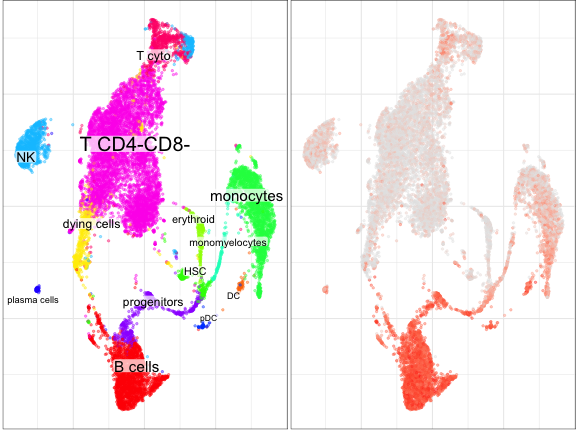 T cyto
T CD4-CD8-
NK
monocytes
dying cells
erythroid
monomyelocytes
HSC
plasma cells
progenitors
DC
pDC
B cells